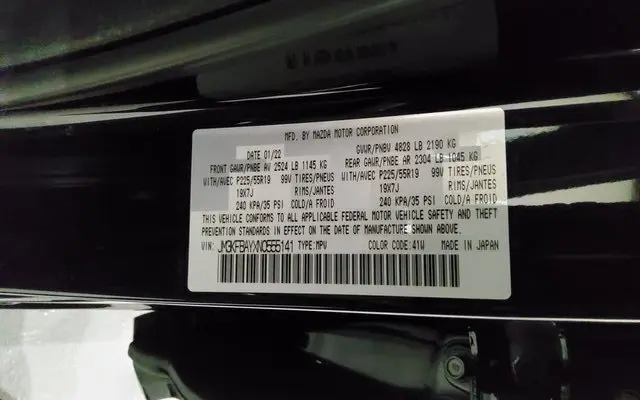 MFD. BY MAZDA MOTOR CORPORATION
DATE 01/22 GVWR/PNBV 4828 LB 2190 KG
FRONT GAWR/PNBE AV 2524 LB 1145 KG REAR GAWR/PNBE AR 2304 LB 1045 KG
WITH/AVEC P225/55R19 99V TIRES/PNEUS WITH/AVEC P225/55R19 99V TIRES/PNEUS
19X7J RIMS/JANTES 19X7J RIMS/JANTES
240 KPA/35 PSI COLD/A FROID 240 KPA/35 PSI COLD/A FROID
THIS VEHICLE CONFORMS TO ALL APPLICABLE FEDERAL MOTOR VEHICLE SAFETY AND THEFT
PREVENTION STANDARDS IN EFFECT ON THE DATE OF MANUFACTURE SHOWN ABOVE.
VIN: JM3KFBAYXN0555141 TYPE:MPV COLOR CODE:41W MADE IN JAPAN